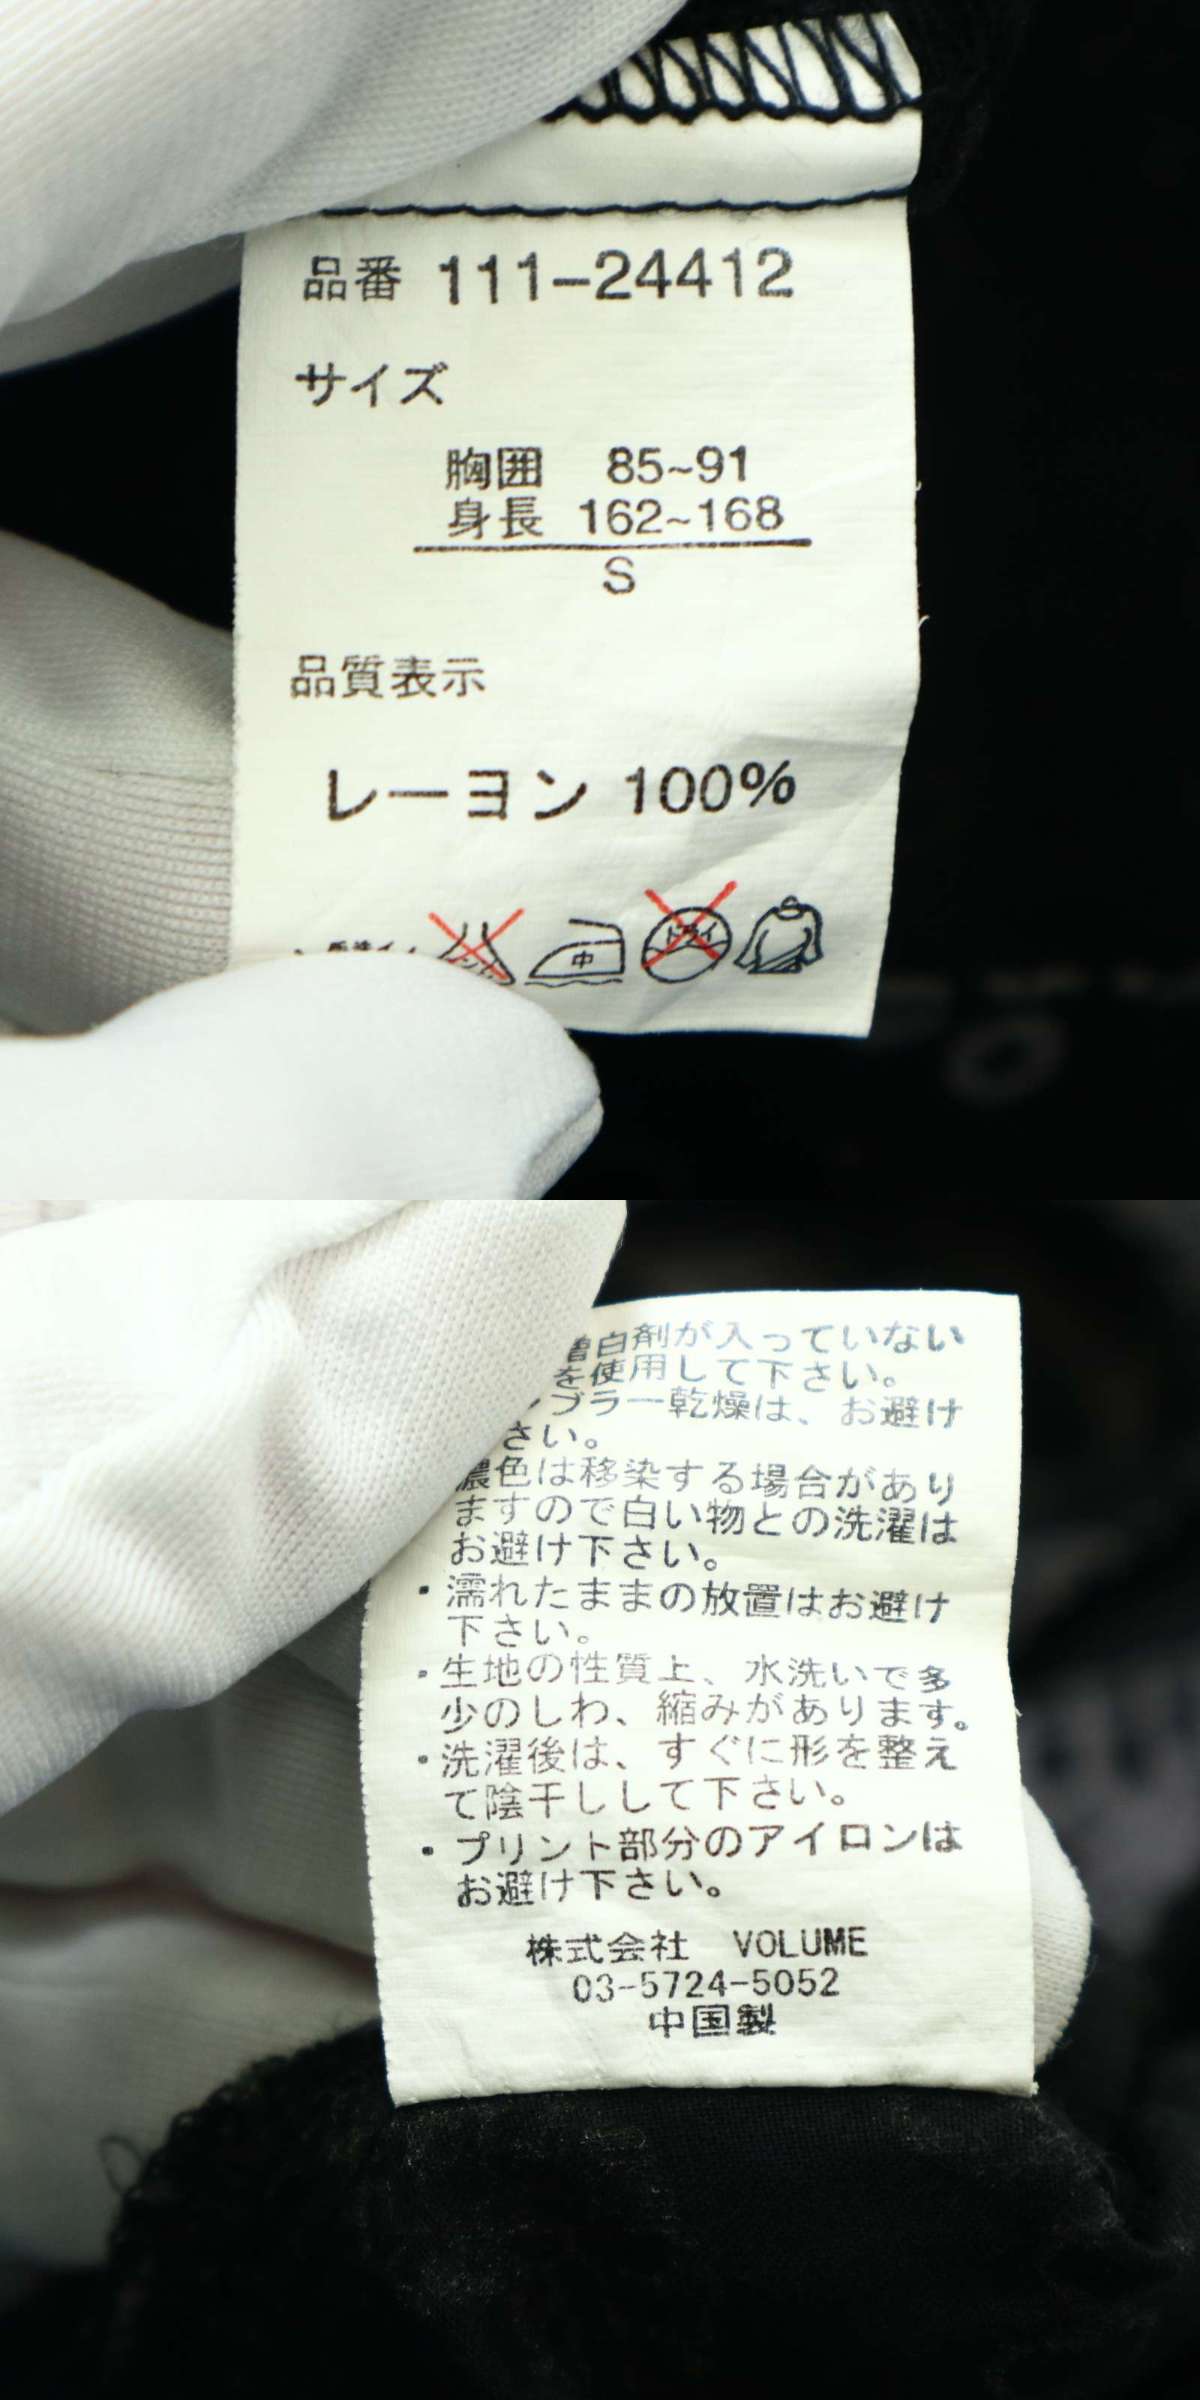 品番 111-24412
サイズ
胸囲 85~91
身長 162~168
S
品質表示
レーヨン 100%
中
ドライ
増白剤が入っていない
を使用して下さい。
ブラー乾燥は、お避け
さい。
濃色は移染する場合があり
ますので白い物との洗濯は
お避け下さい。
・濡れたままの放置はお避け
下さい。
・生地の性質上、水洗いで多
少のしわ、縮みがあります。
・洗濯後は、すぐに形を整え
て陰干しして下さい。
・プリント部分のアイロンは
お避け下さい。
株式会社 VOLUME
03-5724-5052
中国製